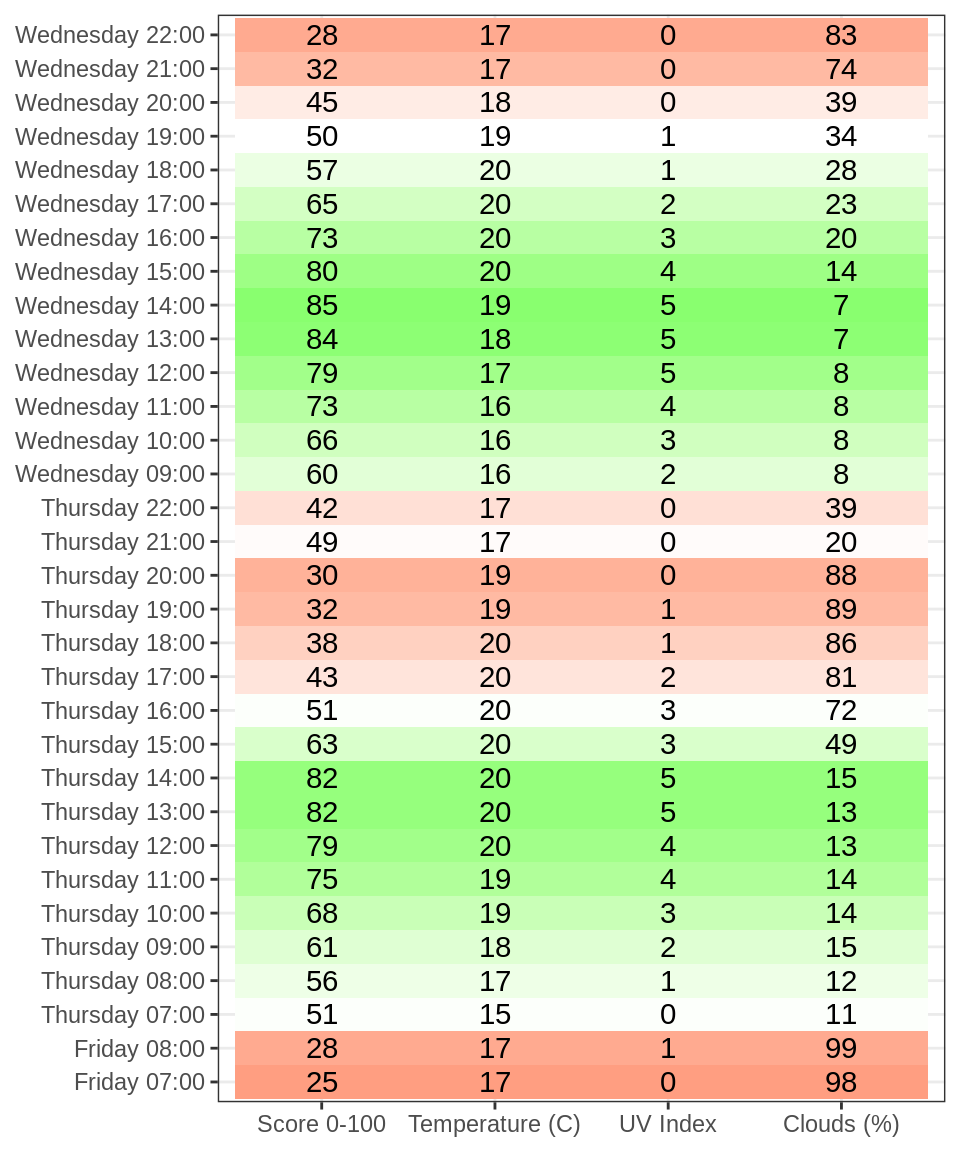 Wednesday 22:00 28 17 0 83
Wednesday 21:00 32 17 0 74
Wednesday 20:00 45 18 0 39
Wednesday 19:00 50 19 1 34
Wednesday 18:00 57 20 1 28
Wednesday 17:00 65 20 2 23
Wednesday 16:00 73 20 3 20
Wednesday 15:00 80 20 4 14
Wednesday 14:00 85 19 5 7
Wednesday 13:00 84 18 5 7
Wednesday 12:00 79 17 5 8
Wednesday 11:00 73 16 4 8
Wednesday 10:00 66 16 3 8
Wednesday 09:00 60 16 2 8
Thursday 22:00 42 17 0 39
Thursday 21:00 49 17 0 20
Thursday 20:00 30 19 0 88
Thursday 19:00 32 19 1 89
Thursday 18:00 38 20 1 86
Thursday 17:00 43 20 2 81
Thursday 16:00 51 20 3 72
Thursday 15:00 63 20 3 49
Thursday 14:00 82 20 5 15
Thursday 13:00 82 20 5 13
Thursday 12:00 79 20 4 13
Thursday 11:00 75 19 4 14
Thursday 10:00 68 19 3 14
Thursday 09:00 61 18 2 15
Thursday 08:00 56 17 1 12
Thursday 07:00 51 15 0 11
Friday 08:00 28 17 1 99
Friday 07:00 25 17 0 98
Score 0-100 Temperature (C) UV Index Clouds (%)